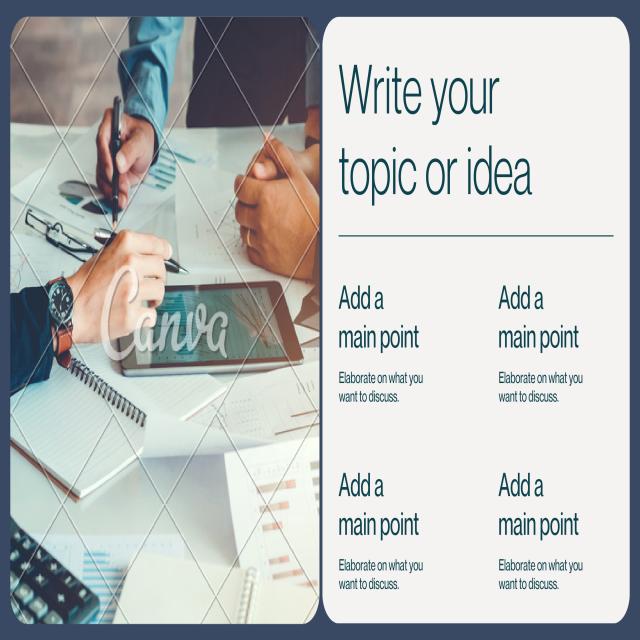 Canva
Write your
topic or idea
Add a
main point
Elaborate on what you
want to discuss.
Add a
main point
Elaborate on what you
want to discuss.
Add a
main point
Elaborate on what you
want to discuss.
Add a
main point
Elaborate on what you
want to discuss.